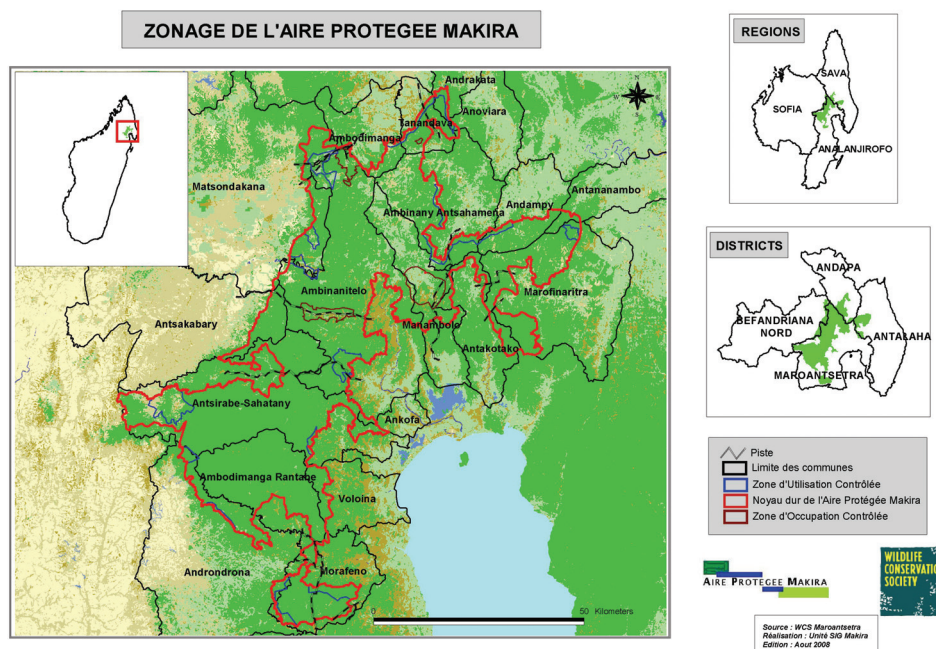 ZONAGE DE L'AIRE PROTEGEE MAKIRA
Andrakata
Anoviara
Tanandava
Ambodimanga
Matsondakana
Antananambo
Andampy
Ambinany Antsahamena
Ambinanitelo
Marofinaritra
Antsakabary
Manambolo
Antakotako
Antsirabe-Sahatany
Ankofa
Ambodimanga Rantabe
Voloina
Androndrona
Morafeno
0
50 Kilometers
N
REGIONS
SAVA
SOFIA
ANALANJIROFO
DISTRICTS
ANDAPA
BEFANDRIANA
NORD
ANTALAHA
MAROANTSETRA
Piste
Limite des communes
Zone d'Utilisation Contrôlée
Noyau dur de l'Aire Protégée Makira
Zone d'Occupation Contrôlée
AIRE PROTEGEE MAKIRA
WILDLIFE
CONSERVATION
SOCIETY
Source : WCS Maroantsetra
Réalisation : Unité SIG Makira
Edition : Aout 2008